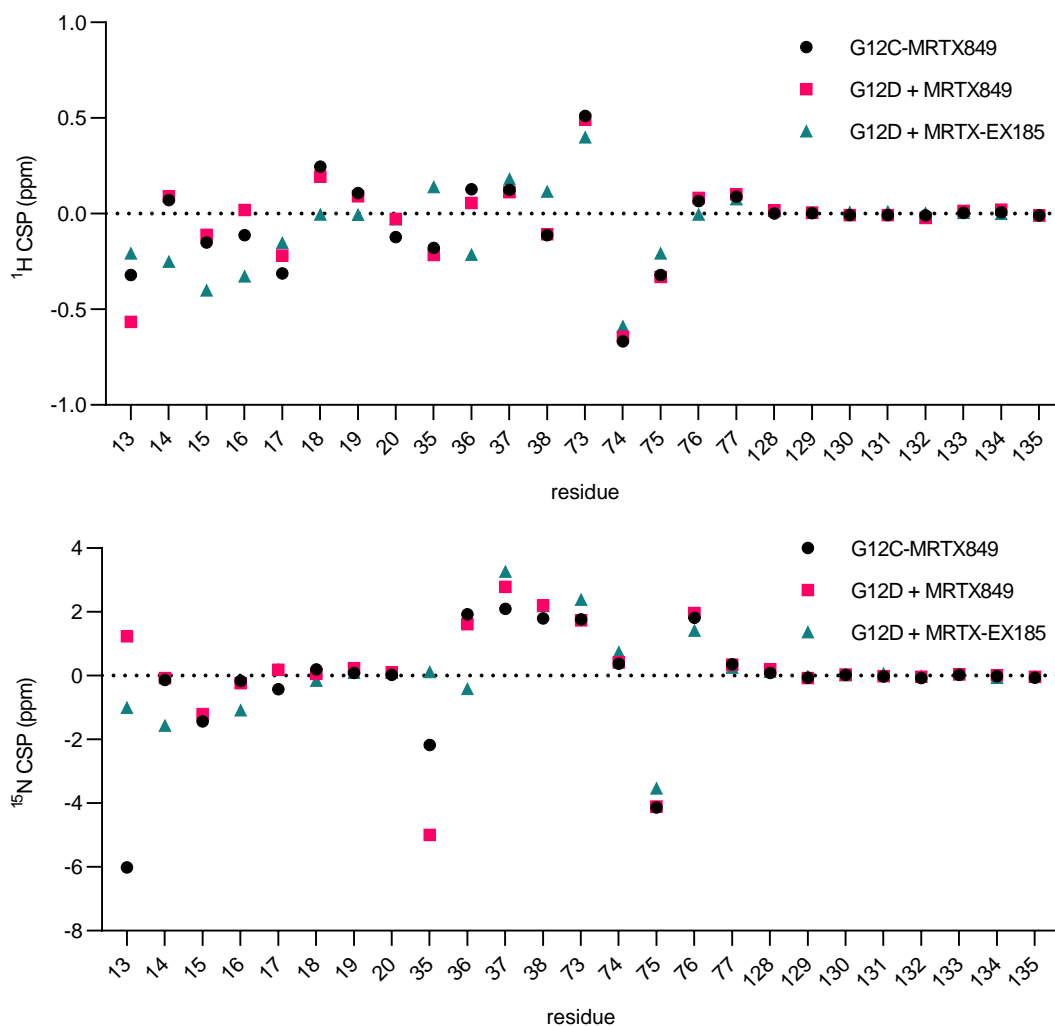 1.0
0.5
0.0
-0.5
-1.0
¹H CSP (ppm)
G12C-MRTX849
G12D + MRTX849
G12D + MRTX-EX185
13 14 15 16 17 18 19 20 35 36 37 38 73 74 75 76 77 128 129 130 131 132 133 134 135
residue
4
2
0
-2
-4
-6
-8
¹⁵N CSP (ppm)
G12C-MRTX849
G12D + MRTX849
G12D + MRTX-EX185
13 14 15 16 17 18 19 20 35 36 37 38 73 74 75 76 77 128 129 130 131 132 133 134 135
residue